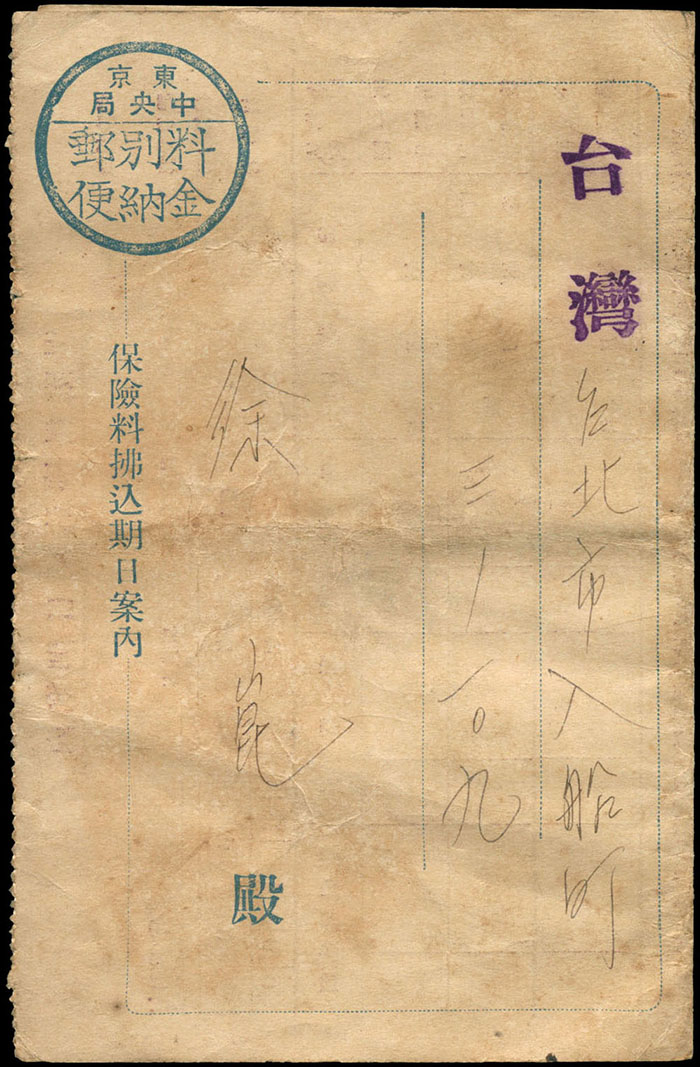 東京
中央局
料金
別納
郵便
台灣
台北市入船町
三ノ一〇九
徐崑殿
保險料拂込期日案內